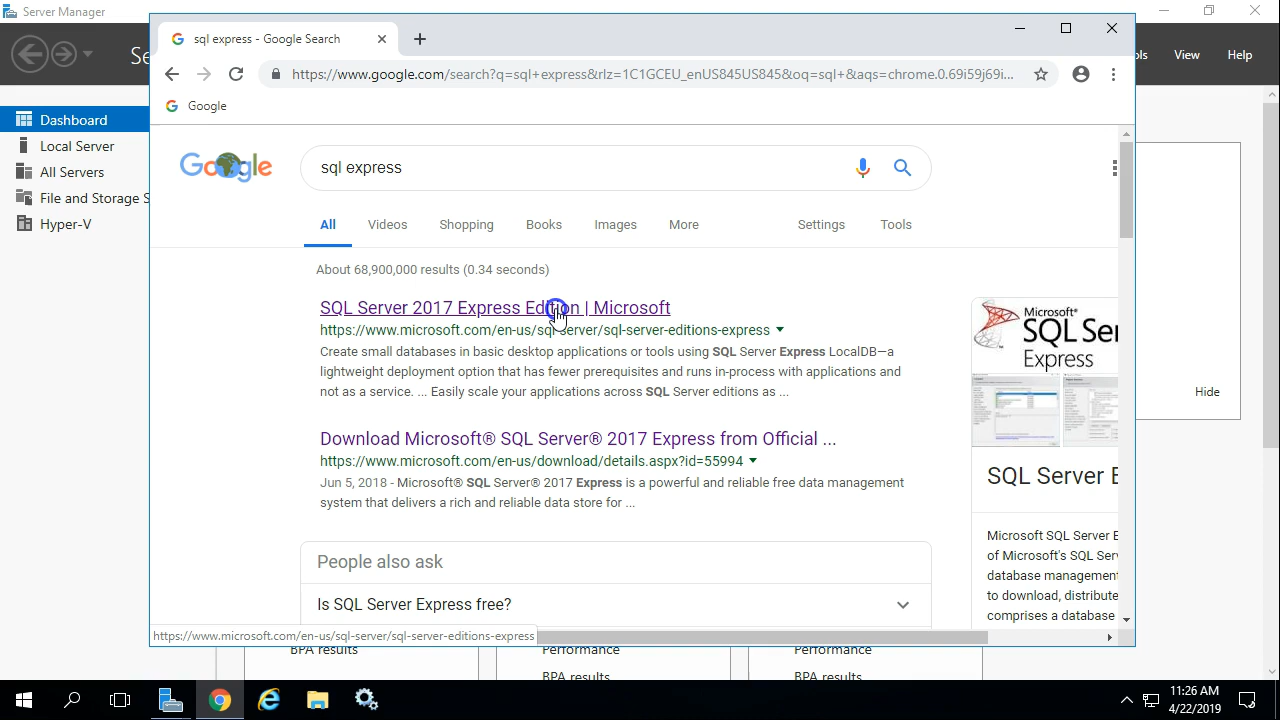 Server Manager
Se
ols
View
Help
Dashboard
Local Server
All Servers
File and Storage S
Hyper-V
sql express - Google Search
https://www.google.com/search?q=sql+express&rlz=1C1GCEU_enUS845US845&oq=sql+&aqs=chrome.0.69i59j69i...
Google
Google
sql express
All
Videos
Shopping
Books
Images
More
Settings
Tools
About 68,900,000 results (0.34 seconds)
SQL Server 2017 Express Edition | Microsoft
https://www.microsoft.com/en-us/sql-server/sql-server-editions-express
Create small databases in basic desktop applications or tools using SQL Server Express LocalDB—a
lightweight deployment option that has fewer prerequisites and runs in-process with applications and
not as a service. ... Easily scale your applications across SQL Server editions as ...
Download Microsoft® SQL Server® 2017 Express from Official
https://www.microsoft.com/en-us/download/details.aspx?id=55994
Jun 5, 2018 - Microsoft® SQL Server® 2017 Express is a powerful and reliable free data management
system that delivers a rich and reliable data store for ...
People also ask
Is SQL Server Express free?
Microsoft
SQL Ser
Express
Hide
SQL Server E
Microsoft SQL Server E
of Microsoft's SQL Ser
database management
to download, distribute
comprises a database
https://www.microsoft.com/en-us/sql-server/sql-server-editions-express
BPA results
Performance
BPA results
Performance
BPA results
11:26 AM
4/22/2019